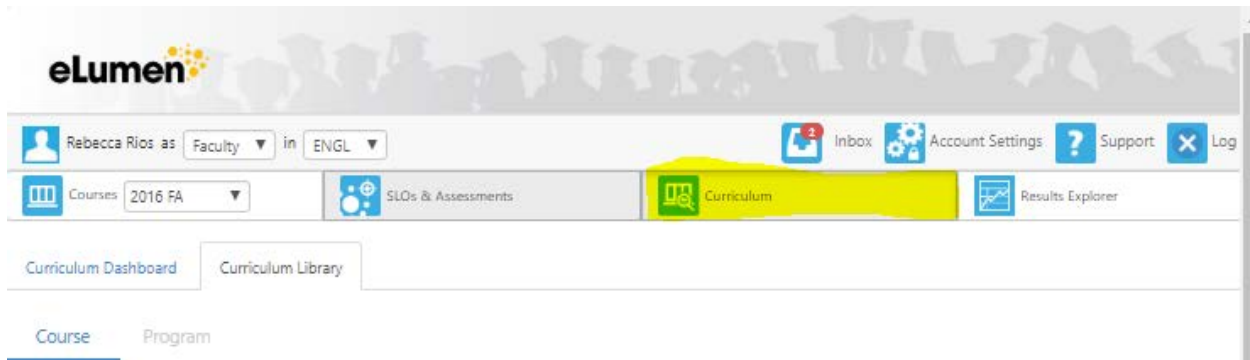 eLumen
Rebecca Rios as Faculty in ENGL 2 Inbox Account Settings ? Support Log
Courses 2016 FA SLOs & Assessments Curriculum Results Explorer
Curriculum Dashboard Curriculum Library
Course Program